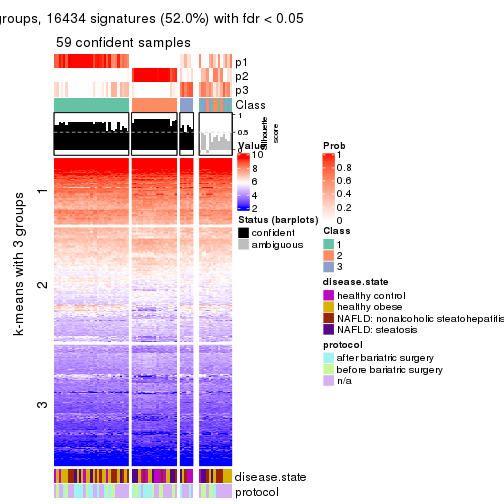 groups, 16434 signatures (52.0%) with fdr < 0.05
59 confident samples
p1
p2
p3
Class
1
0.5
0
Silhouette
score
k-means with 3 groups
1
2
3
disease.state
protocol
Value
10
8
6
4
2
Status (barplots)
confident
ambiguous
Prob
1
0.8
0.6
0.4
0.2
0
Class
1
2
3
disease.state
healthy control
healthy obese
NAFLD: nonalcoholic steatohepatitis
NAFLD: steatosis
protocol
after bariatric surgery
before bariatric surgery
n/a